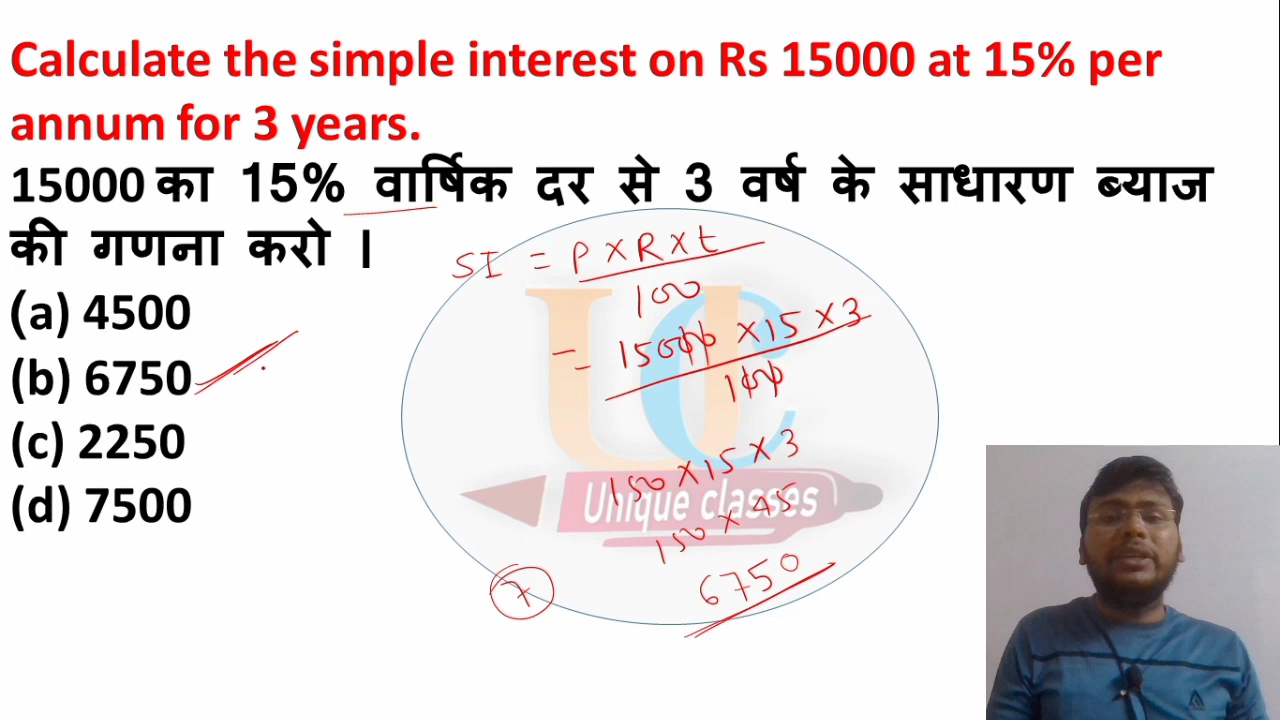 Calculate the simple interest on Rs 15000 at 15% per
annum for 3 years.
15000 का 15% वार्षिक दर से 3 वर्ष के साधारण ब्याज
की गणना करो ।
(a) 4500
(b) 6750
(c) 2250
(d) 7500
SI = P × R × t
100
= 15000 × 15 × 3
100
150 × 15 × 3
150 × 45
6750
7
UC
Unique classes